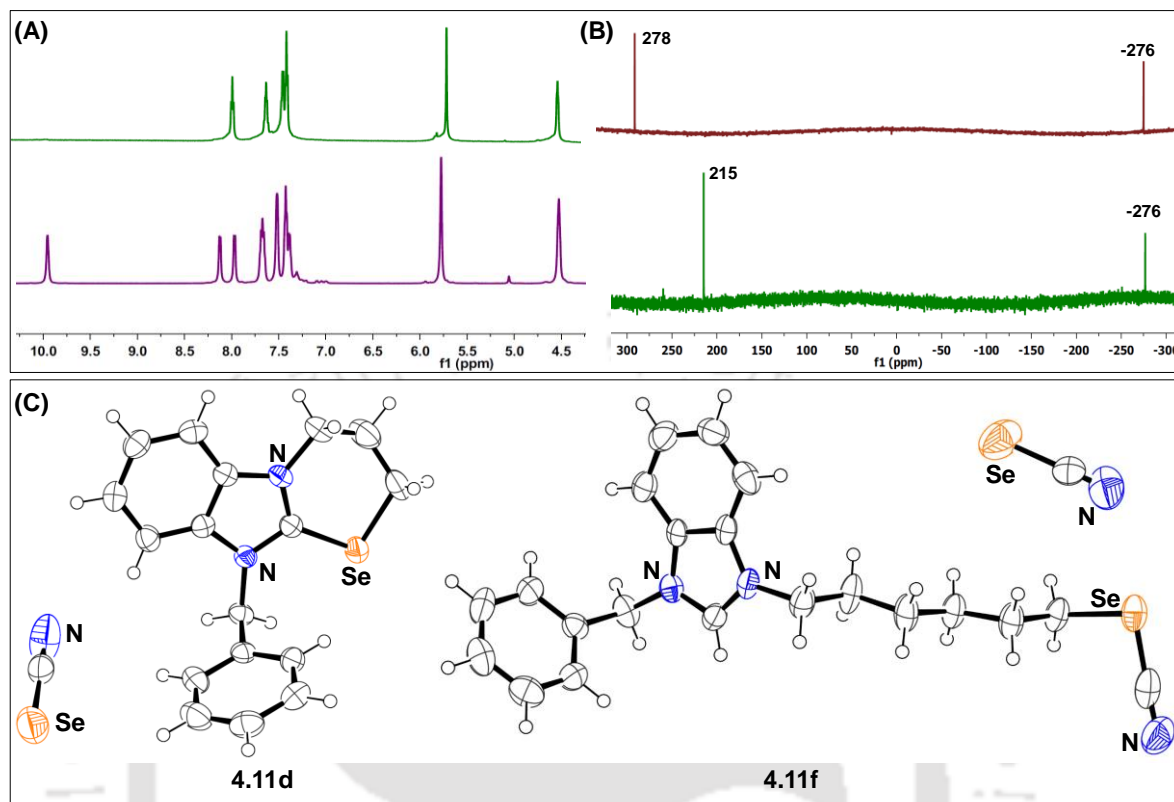 (A)
10.0 9.5 9.0 8.5 8.0 7.5 7.0 6.5 6.0 5.5 5.0 4.5
f1 (ppm)
(B)
278
-276
215
-276
300 250 200 150 100 50 0 -50 -100 -150 -200 -250 -300
f1 (ppm)
(C)
N
N
Se
N
Se
4.11d
N
N
Se
N
Se
N
4.11f